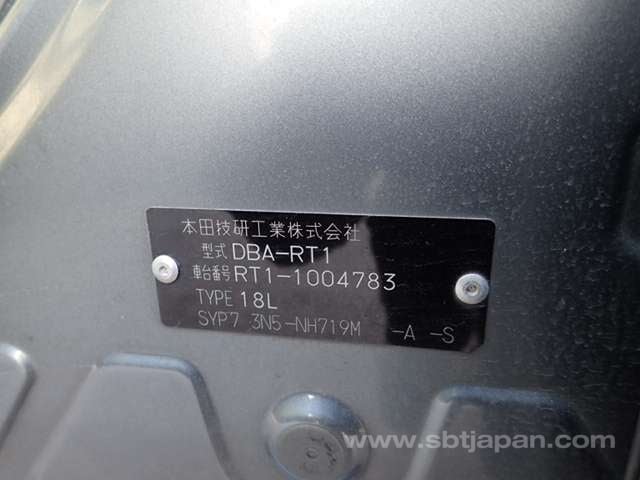 本田技研工業株式会社
型式 DBA-RT1
車台番号 RT1-1004783
TYPE 18L
SYP7 3N5-NH719M -A -S
www.sbtjapan.com